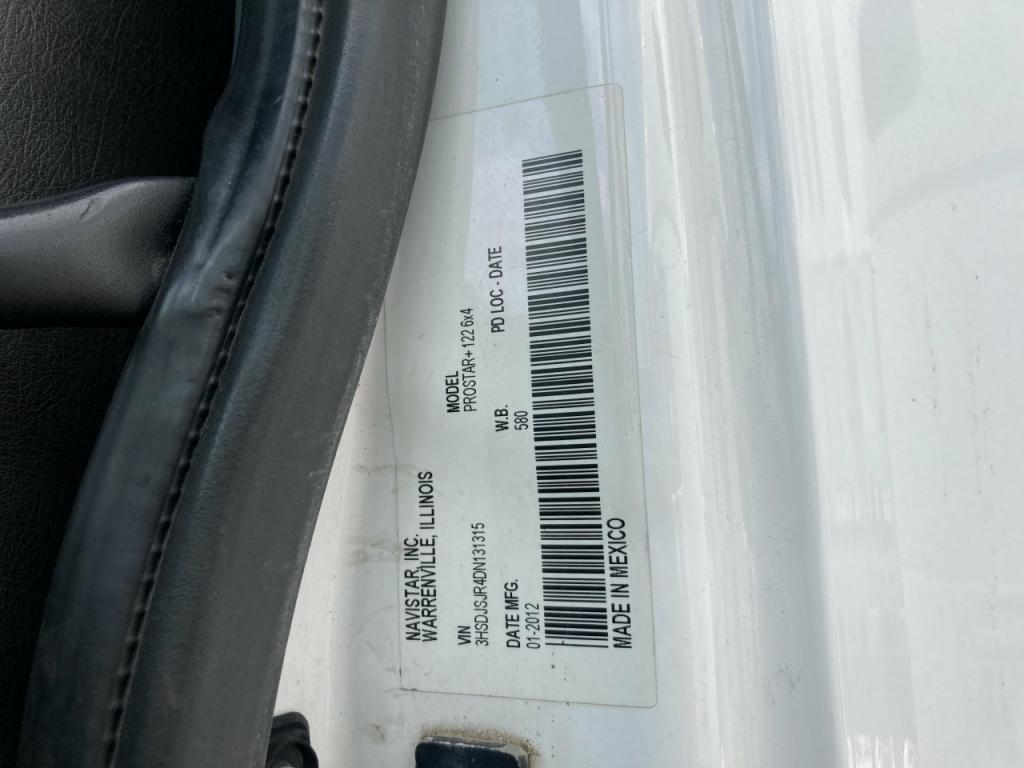 NAVISTAR, INC.
WARRENVILLE, ILLINOIS
VIN
3HSDJSJR4DN131315
MODEL
PROSTAR+ 122 6x4
DATE MFG.
01-2012
W.B.
580
PD LOC - DATE
MADE IN MEXICO